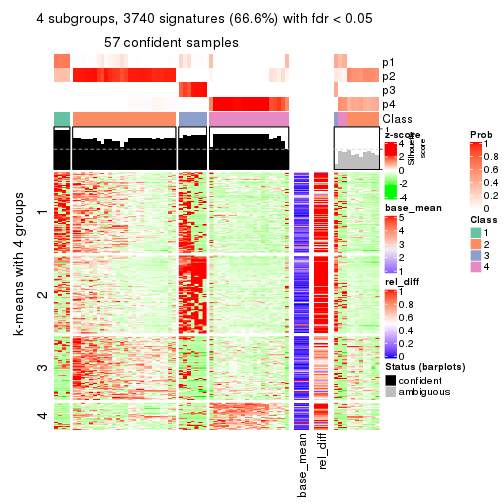 4 subgroups, 3740 signatures (66.6%) with fdr < 0.05
57 confident samples
p1
p2
p3
p4
Class
1
Silhouette score
k-means with 4 groups
1
2
3
4
base_mean
rel_diff
z-score
4
2
0
-2
-4
base_mean
5
4
3
2
1
rel_diff
1
0.8
0.6
0.4
0.2
0
Status (barplots)
confident
ambiguous
Prob
1
0.8
0.6
0.4
0.2
0
Class
1
2
3
4